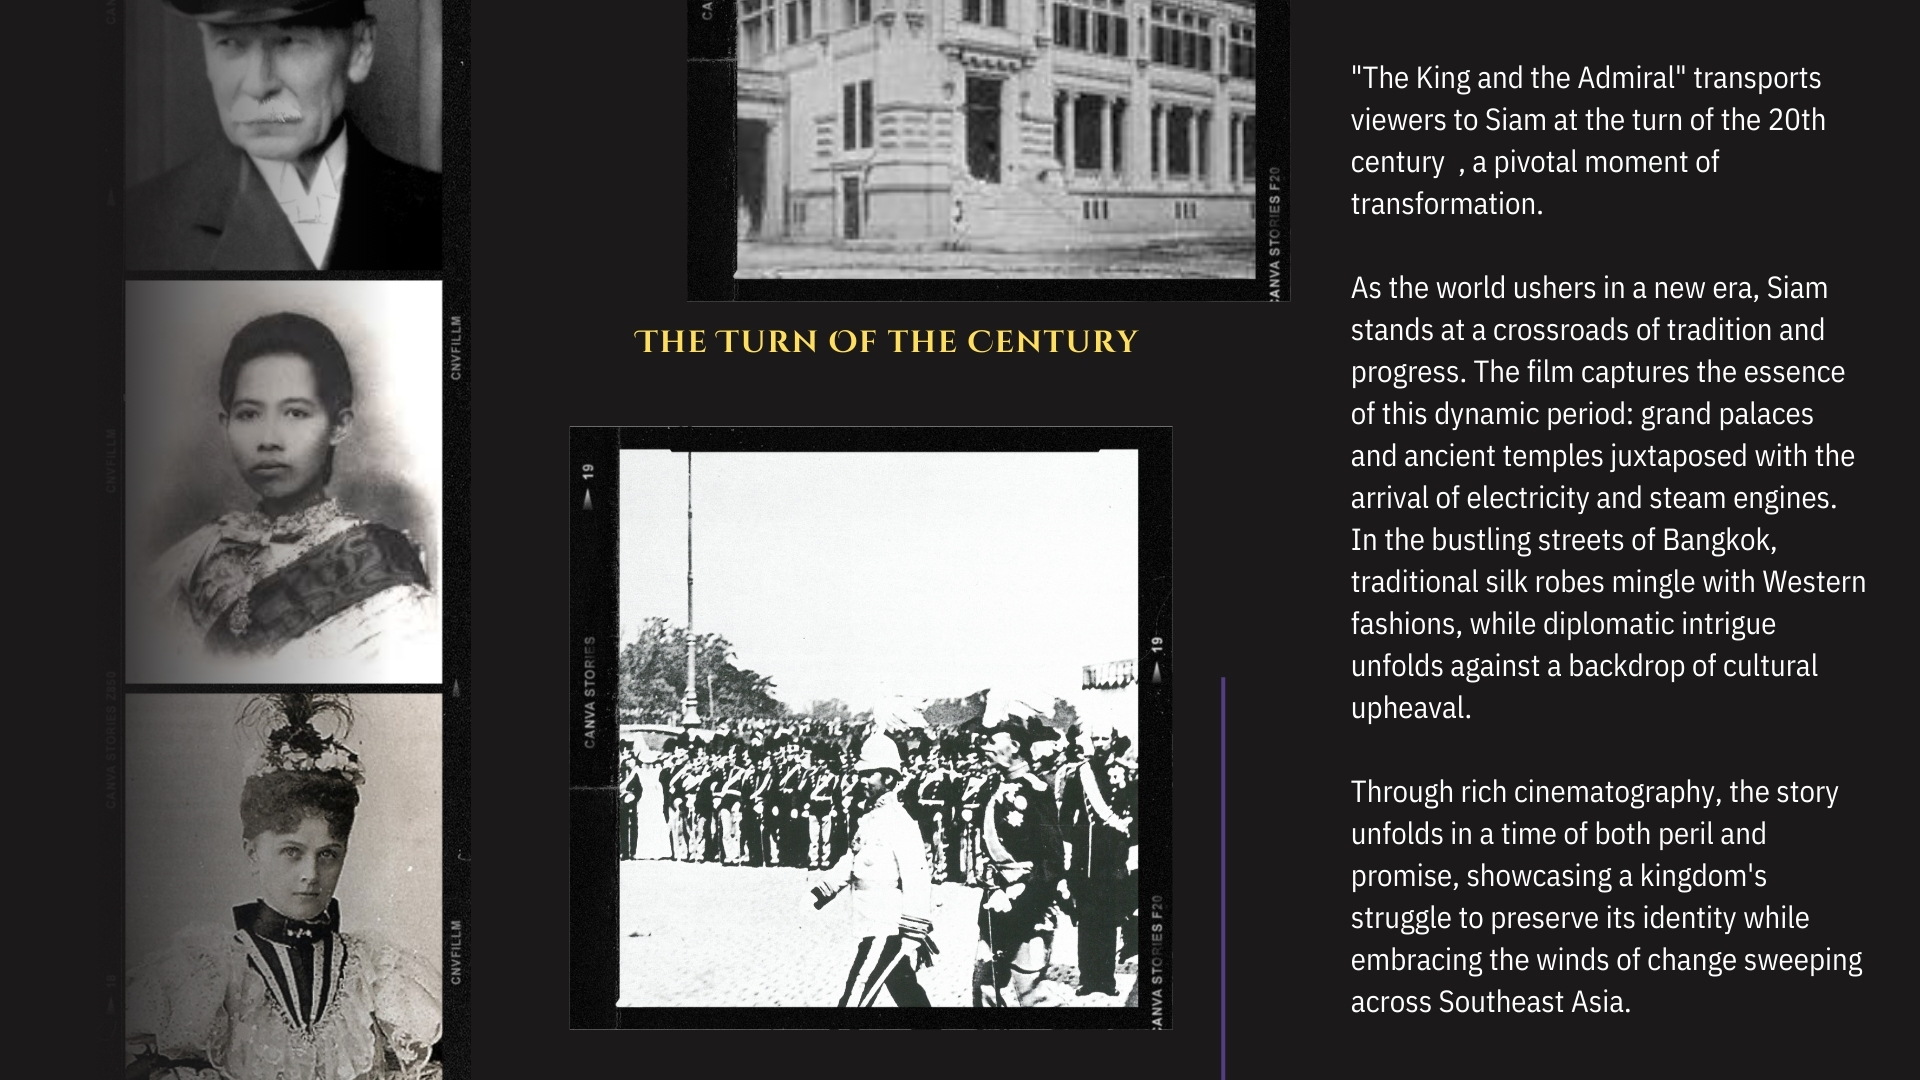 CNVFILLM
CNVFILLM
CANVA STORIES Z800
18
CNVFILLM
CNVFILLM
CA
CANVA STORIES F20
THE TURN OF THE CENTURY
19
CANVA STORIES
19
CANVA STORIES F20
"The King and the Admiral" transports
viewers to Siam at the turn of the 20th
century , a pivotal moment of
transformation.
As the world ushers in a new era, Siam
stands at a crossroads of tradition and
progress. The film captures the essence
of this dynamic period: grand palaces
and ancient temples juxtaposed with the
arrival of electricity and steam engines.
In the bustling streets of Bangkok,
traditional silk robes mingle with Western
fashions, while diplomatic intrigue
unfolds against a backdrop of cultural
upheaval.
Through rich cinematography, the story
unfolds in a time of both peril and
promise, showcasing a kingdom's
struggle to preserve its identity while
embracing the winds of change sweeping
across Southeast Asia.